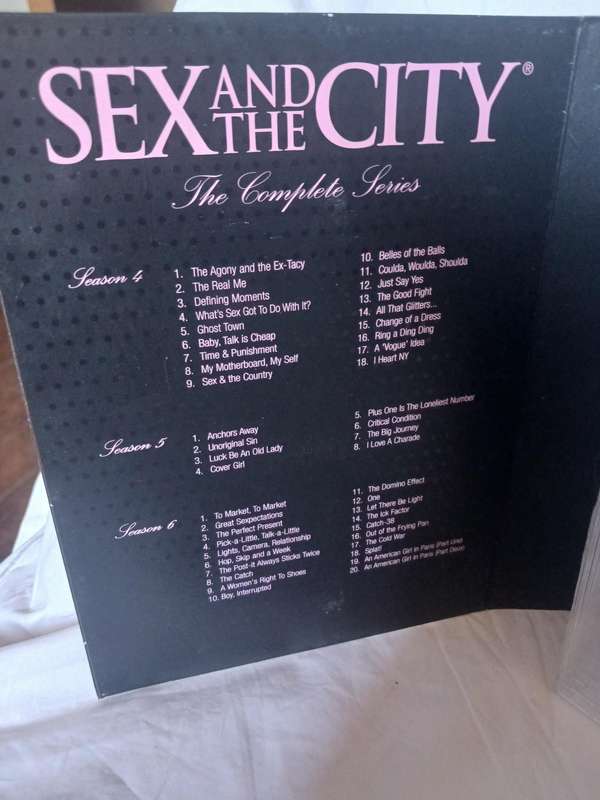 SEX AND THE CITY®
The Complete Series
Season 4
1. The Agony and the Ex-Tacy
2. The Real Me
3. Defining Moments
4. What's Sex Got To Do With It?
5. Ghost Town
6. Baby, Talk is Cheap
7. Time & Punishment
8. My Motherboard, My Self
9. Sex & the Country
10. Belles of the Balls
11. Coulda, Woulda, Shoulda
12. Just Say Yes
13. The Good Fight
14. All That Glitters...
15. Change of a Dress
16. Ring a Ding Ding
17. A 'Vogue' Idea
18. I Heart NY
Season 5
1. Anchors Away
2. Unoriginal Sin
3. Luck Be An Old Lady
4. Cover Girl
5. Plus One Is The Loneliest Number
6. Critical Condition
7. The Big Journey
8. I Love A Charade
Season 6
1. To Market, To Market
2. Great Sexpectations
3. The Perfect Present
4. Pick-a-Little, Talk-a-Little
5. Lights, Camera, Relationship
6. Hop, Skip and a Week
7. The Post-it Always Sticks Twice
8. The Catch
9. A Women's Right To Shoes
10. Boy, Interrupted
11. The Domino Effect
12. One
13. Let There Be Light
14. The Ick Factor
15. Catch-38
16. Out of the Frying Pan
17. The Cold War
18. Splat!
19. An American Girl in Paris (Part Une)
20. An American Girl in Paris (Part Deux)